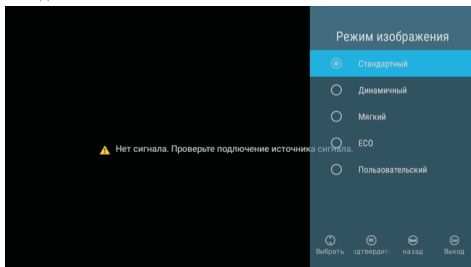 Режим изображения
Стандартный
Динамичный
Мягкий
ECO
Нет сигнала. Проверьте подлючение источника сигнала.
Пользовательский
Выбрать одтвердит назад Выход